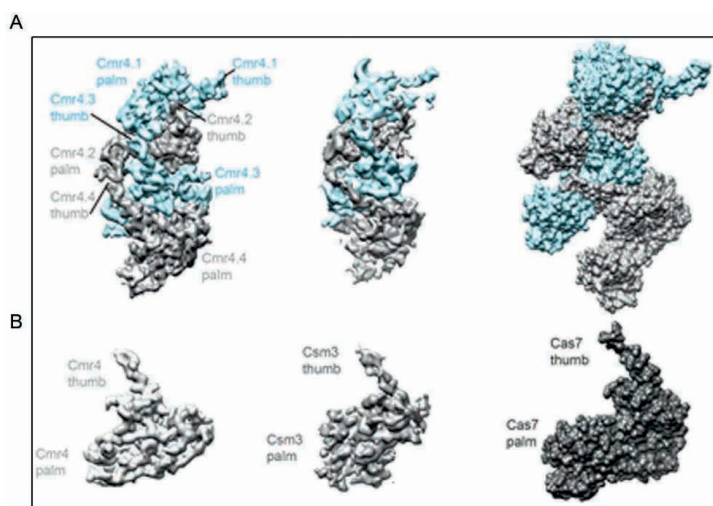 A
Cmr4.1
palm
Cmr4.1
thumb
Cmr4.3
thumb
Cmr4.2
thumb
Cmr4.2
palm
Cmr4.3
palm
Cmr4.4
thumb
Cmr4.4
palm
B
Cmr4
thumb
Cmr4
palm
Csm3
thumb
Csm3
palm
Cas7
thumb
Cas7
palm